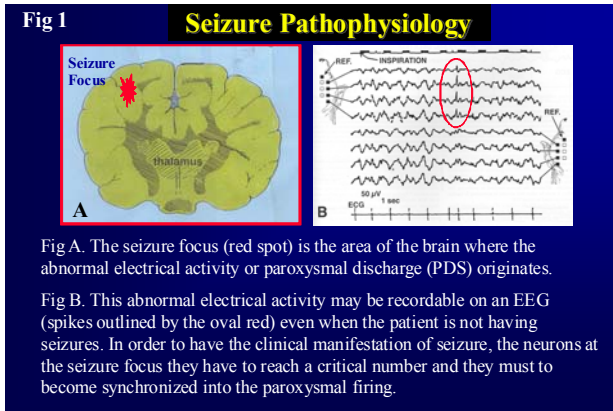 Fig 1
Seizure Pathophysiology
Seizure
Focus
thalamus
A
INSPIRATION
REF.
REF.
50 µV
1 sec
ECG
B
Fig A. The seizure focus (red spot) is the area of the brain where the
abnormal electrical activity or paroxysmal discharge (PDS) originates.
Fig B. This abnormal electrical activity may be recordable on an EEG
(spikes outlined by the oval red) even when the patient is not having
seizures. In order to have the clinical manifestation of seizure, the neurons at
the seizure focus they have to reach a critical number and they must to
become synchronized into the paroxysmal firing.